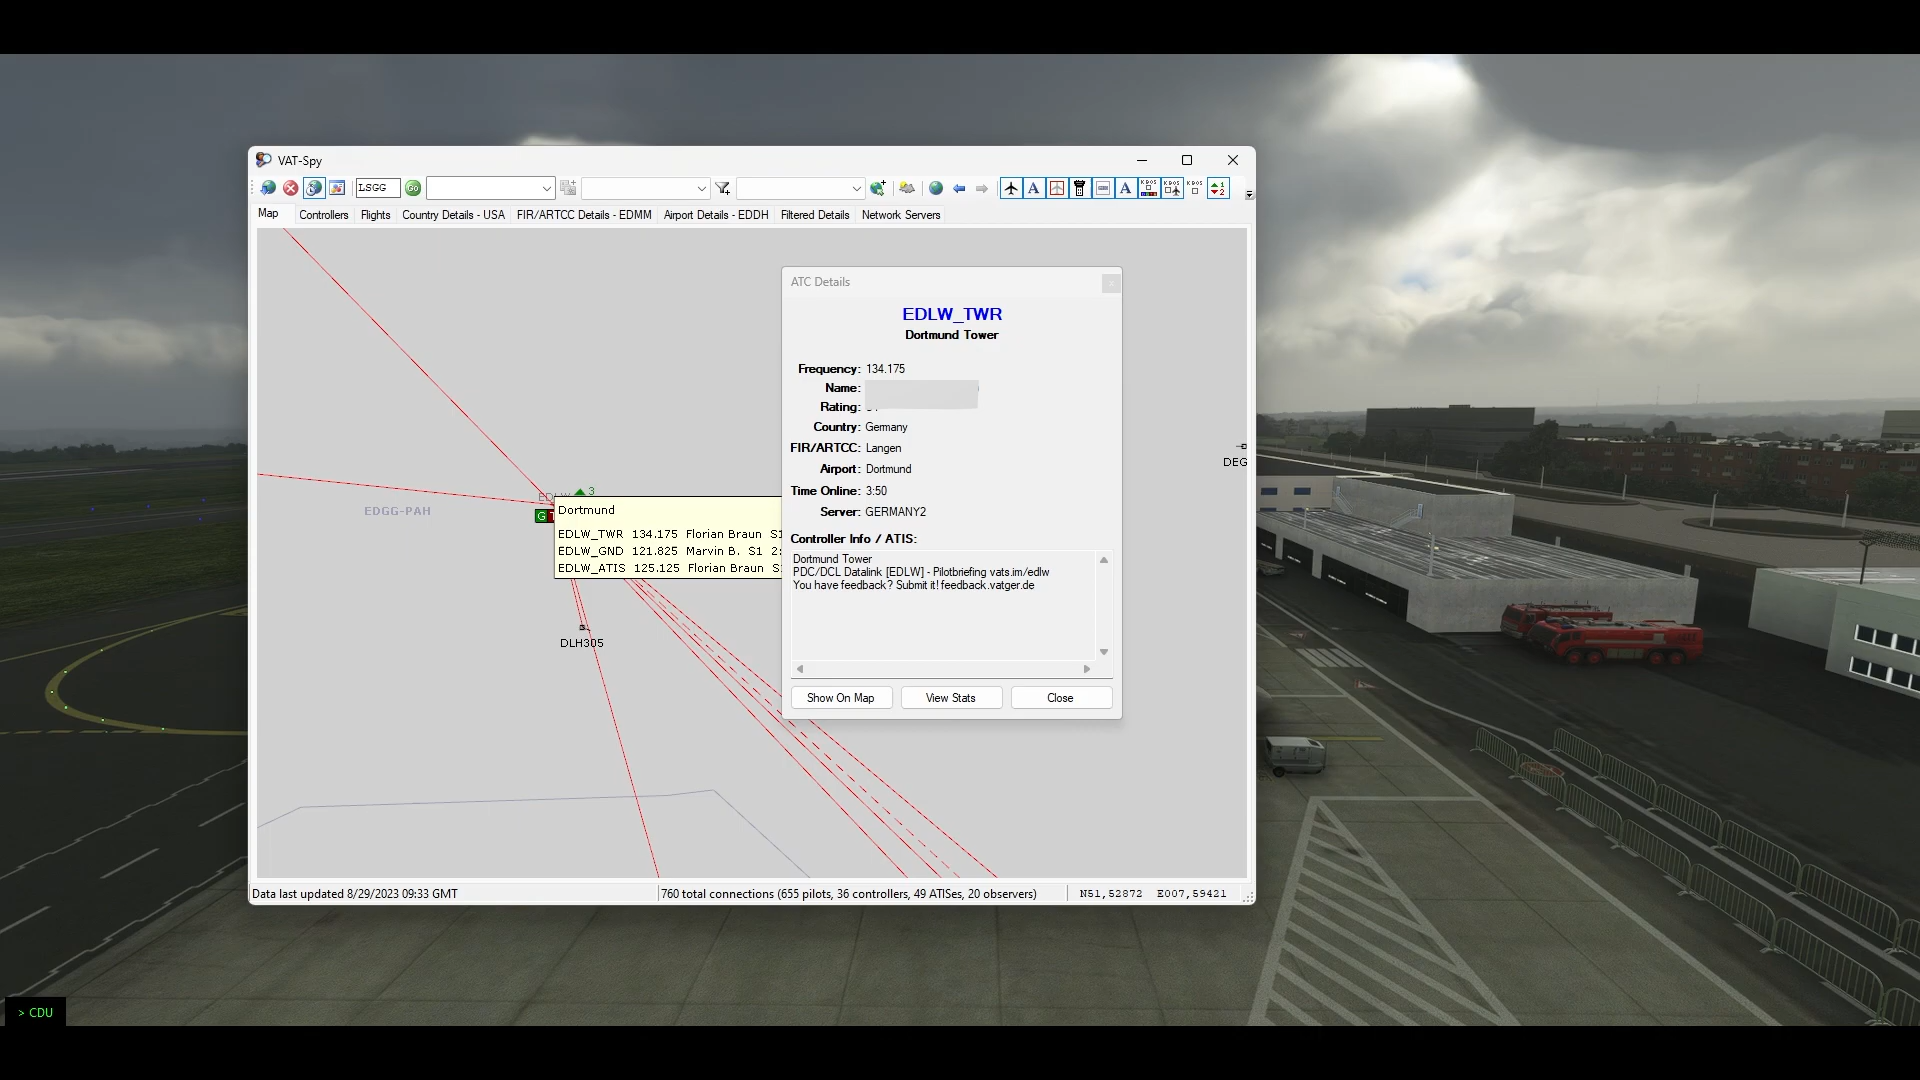 VAT-Spy
LSGG Go
Map Controllers Flights Country Details - USA FIR/ARTCC Details - EDMM Airport Details - EDDH Filtered Details Network Servers
ATC Details
EDLW_TWR
Dortmund Tower
Frequency: 134.175
Name:
Rating:
Country: Germany
FIR/ARTCC: Langen
Airport: Dortmund
Time Online: 3:50
Server: GERMANY2
Controller Info / ATIS:
Dortmund Tower
PDC/DCL Datalink [EDLW] - Pilotbriefing vats.im/edlw
You have feedback? Submit it! feedback.vatger.de
Show On Map View Stats Close
DEG
EDLW 3
EDGG-PAH
G T
Dortmund
EDLW_TWR 134.175 Florian Braun S1
EDLW_GND 121.825 Marvin B. S1 2:
EDLW_ATIS 125.125 Florian Braun S
DLH305
Data last updated 8/29/2023 09:33 GMT
760 total connections (655 pilots, 36 controllers, 49 ATISes, 20 observers)
N51,52872 E007,59421
> CDU